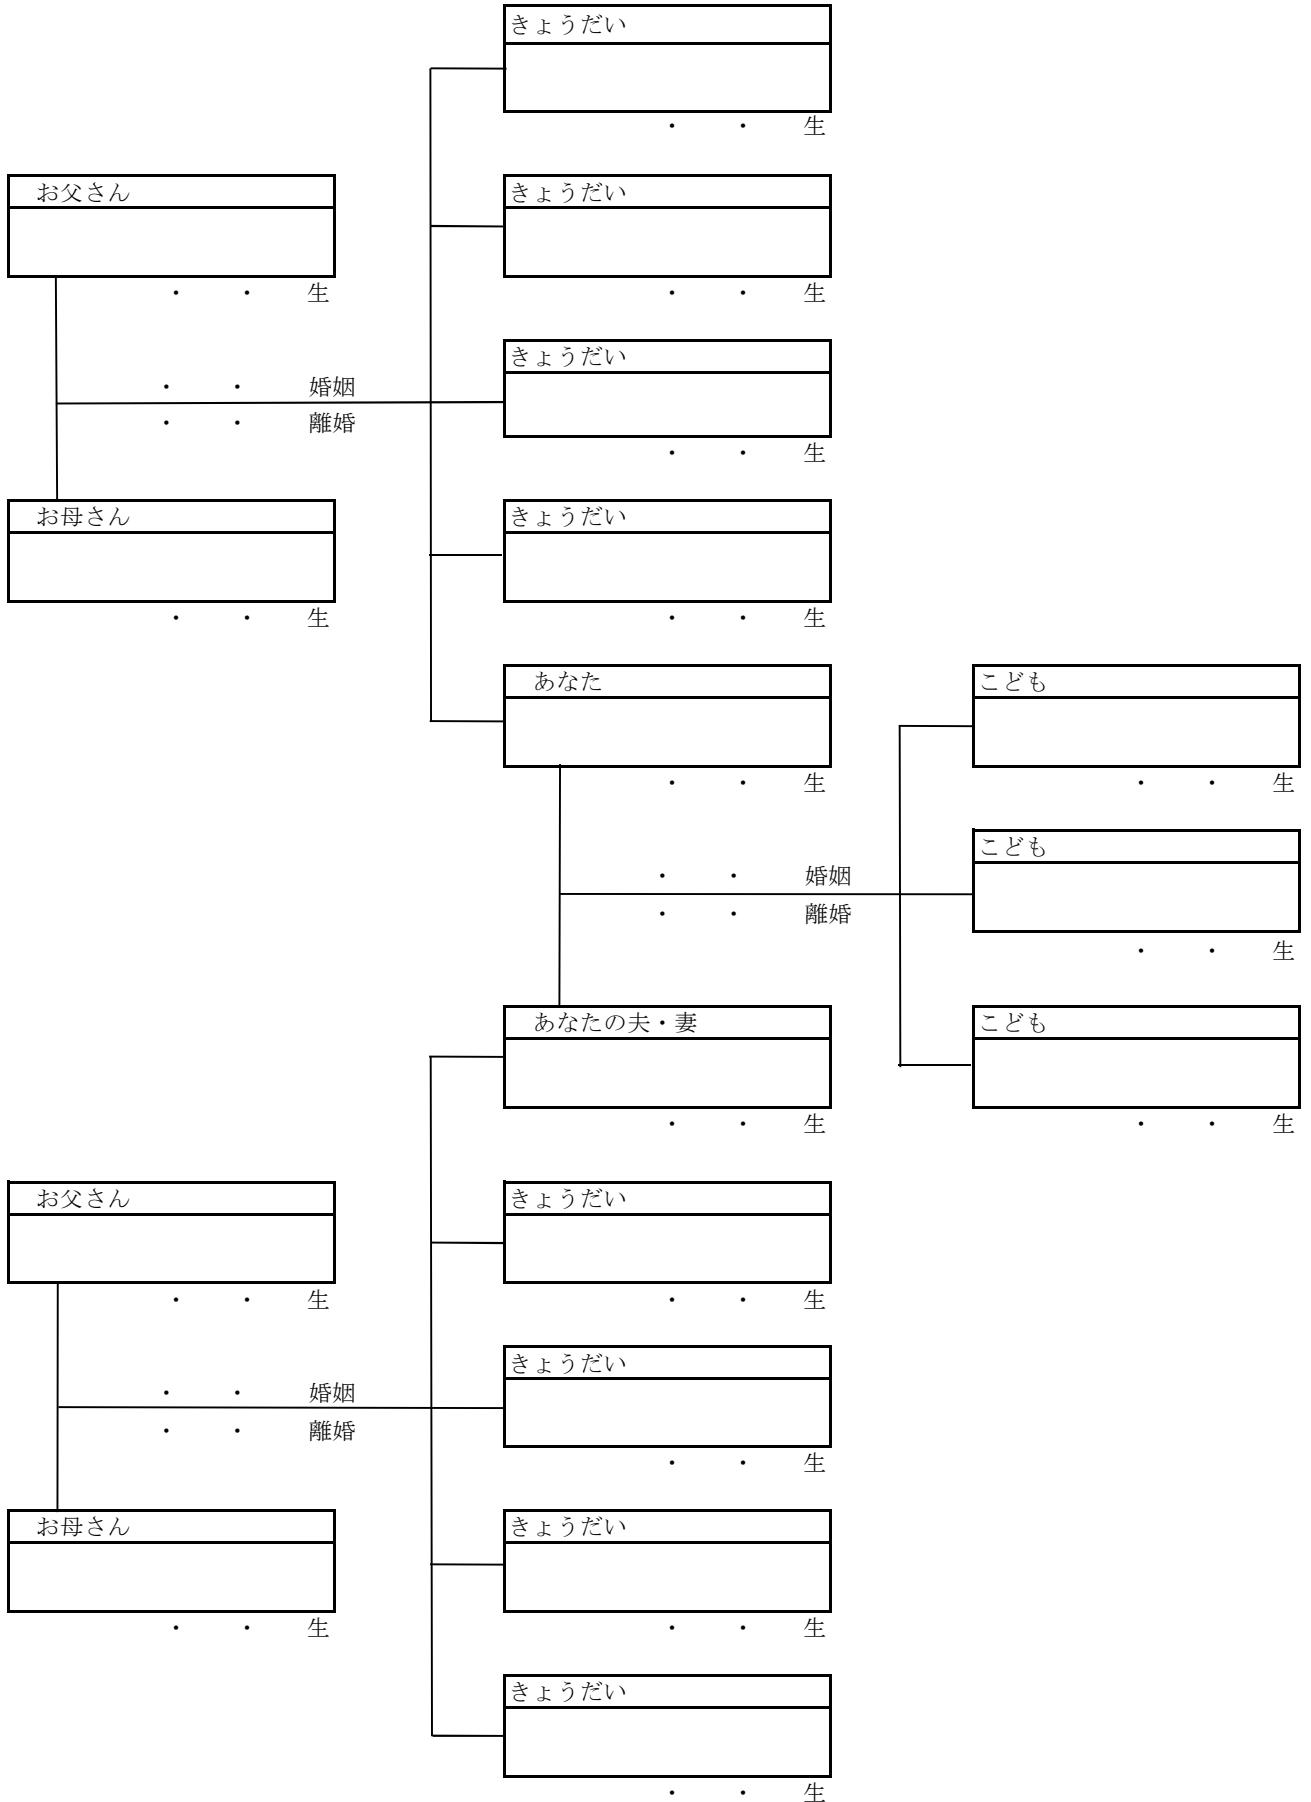 きょうだい
・ ・ 生
お父さん
・ ・ 生
きょうだい
・ ・ 生
・ ・ 婚姻
・ ・ 離婚
きょうだい
・ ・ 生
お母さん
・ ・ 生
きょうだい
・ ・ 生
あなた
・ ・ 生
こども
・ ・ 生
・ ・ 婚姻
・ ・ 離婚
こども
・ ・ 生
あなたの夫・妻
・ ・ 生
こども
・ ・ 生
お父さん
・ ・ 生
きょうだい
・ ・ 生
・ ・ 婚姻
・ ・ 離婚
きょうだい
・ ・ 生
お母さん
・ ・ 生
きょうだい
・ ・ 生
きょうだい
・ ・ 生